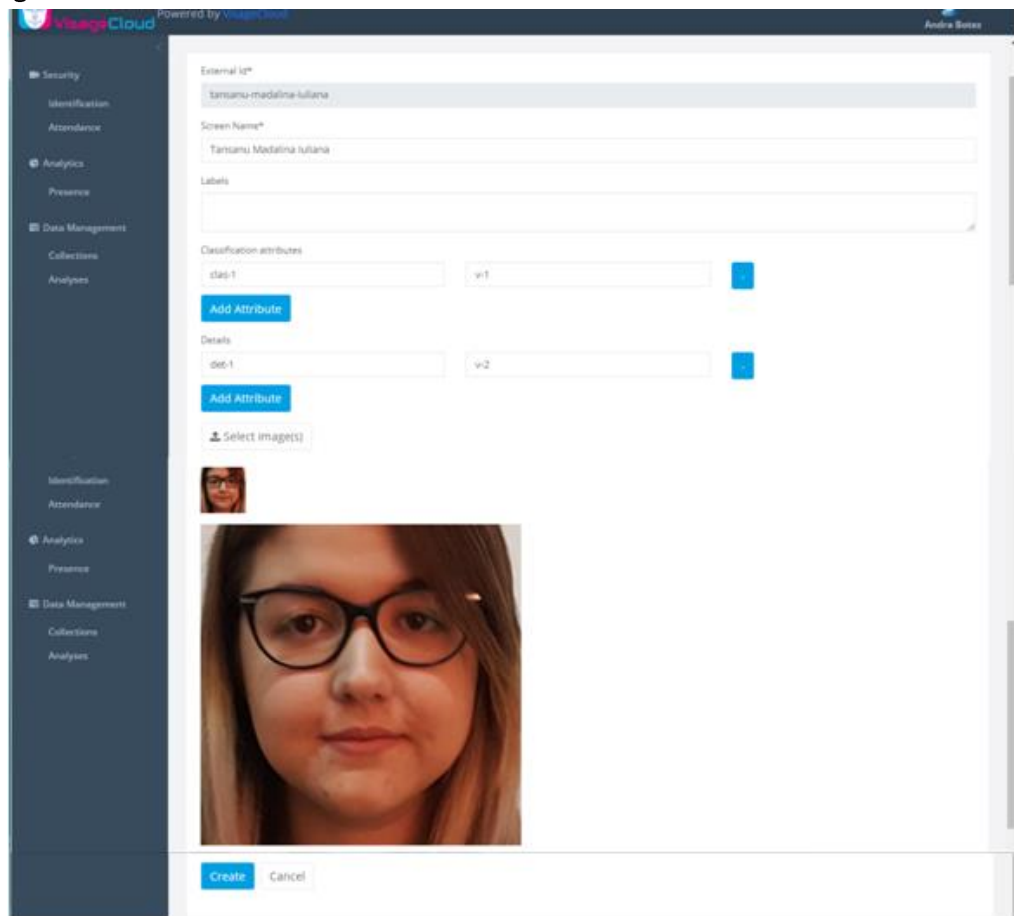 VisageCloud Powered by VisageCloud
Andra Botez
Security
Identification
Attendance
Analytics
Presence
Data Management
Collections
Analyses
External Id*
tansanu-madalina-iuliana
Screen Name*
Tansanu Madalina Iuliana
Labels
Classification attributes
clas-1 v-1 -
Add Attribute
Details
det-1 v-2 -
Add Attribute
Select image(s)
Identification
Attendance
Analytics
Presence
Data Management
Collections
Analyses
Create Cancel